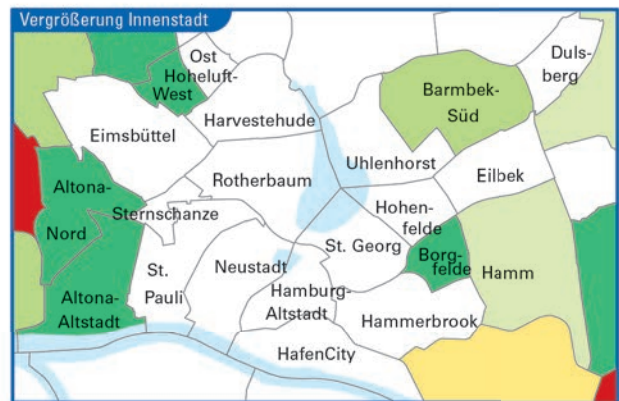 Vergrößerung Innenstadt
Ost
Hoheluft-
West
Duls-
berg
Barmbek-
Süd
Eimsbüttel
Harvestehude
Uhlenhorst
Eilbek
Altona-
Nord
Rotherbaum
Sternschanze
Hohen-
felde
St. Georg
Borg-
felde
Hamm
St.
Pauli
Neustadt
Hamburg-
Altstadt
Altona-
Altstadt
Hammerbrook
HafenCity